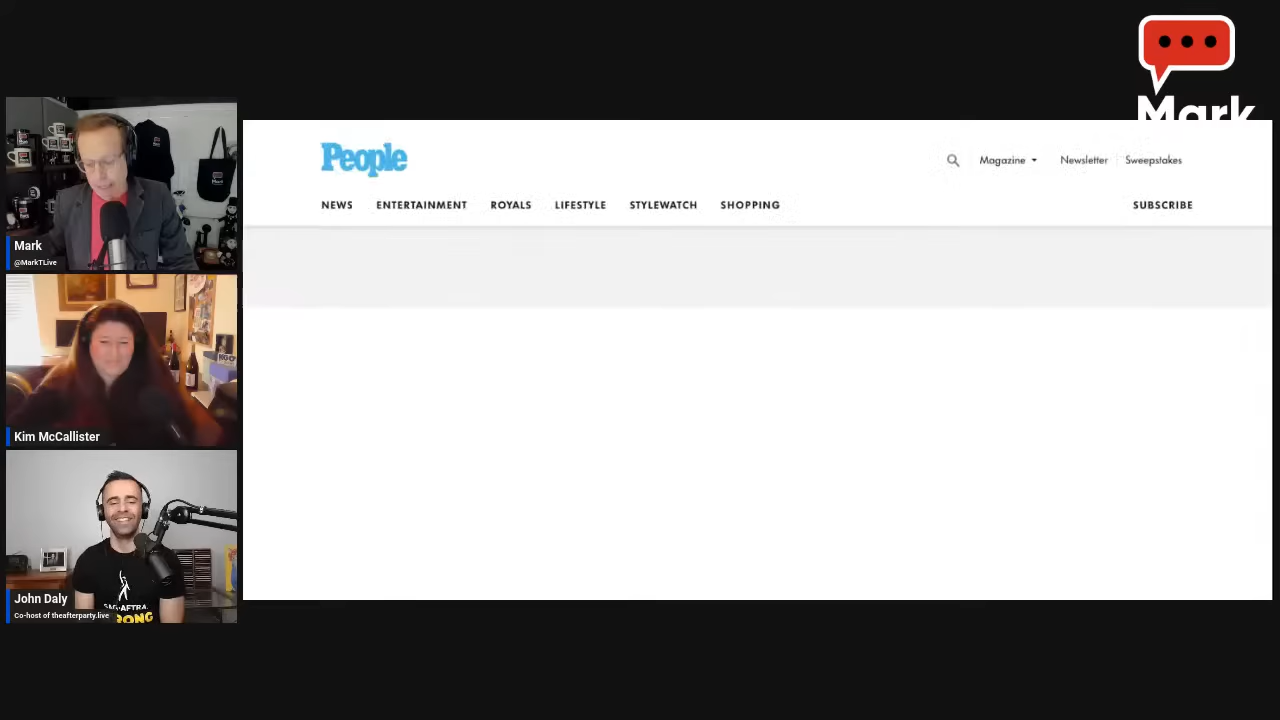 Mark
People
Magazine
Newsletter
Sweepstakes
NEWS
ENTERTAINMENT
ROYALS
LIFESTYLE
STYLEWATCH
SHOPPING
SUBSCRIBE
Mark
@MarkTLive
Kim McCallister
SAG-AFTRA
STRONG
John Daly
Co-host of theafterparty.live